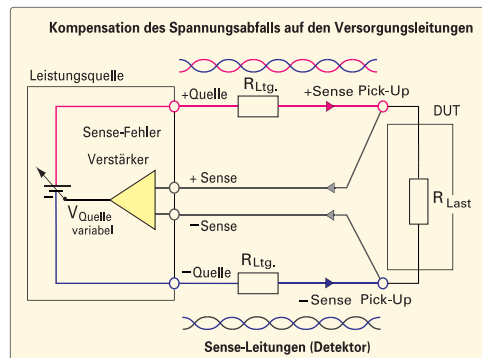 Kompensation des Spannungsabfalls auf den Versorgungsleitungen
Leistungsquelle
+Quelle
RLtg.
+Sense Pick-Up
DUT
Sense-Fehler
Verstärker
+ Sense
−Sense
VQuelle
variabel
RLast
−Quelle
RLtg.
−Sense Pick-Up
Sense-Leitungen (Detektor)